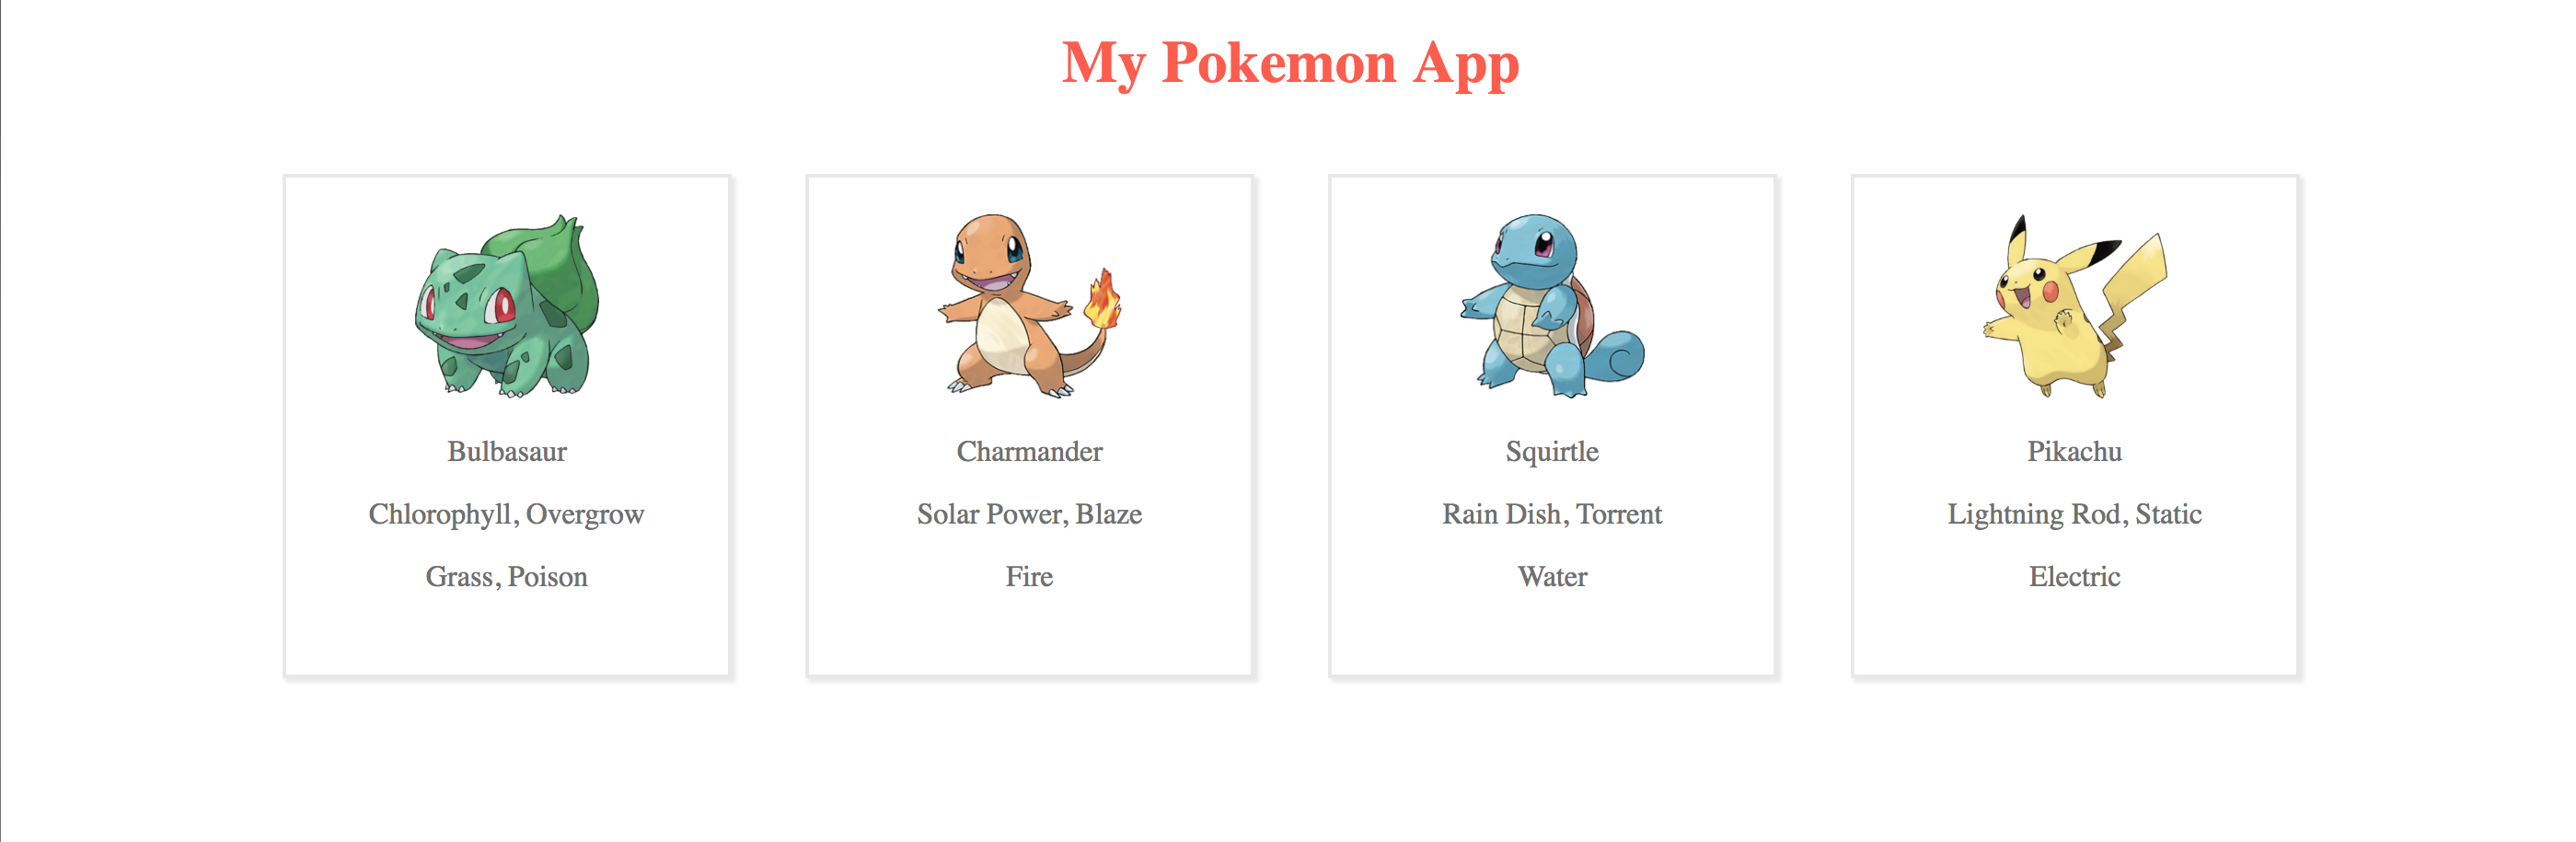 My Pokemon App
Bulbasaur
Chlorophyll, Overgrow
Grass, Poison
Charmander
Solar Power, Blaze
Fire
Squirtle
Rain Dish, Torrent
Water
Pikachu
Lightning Rod, Static
Electric